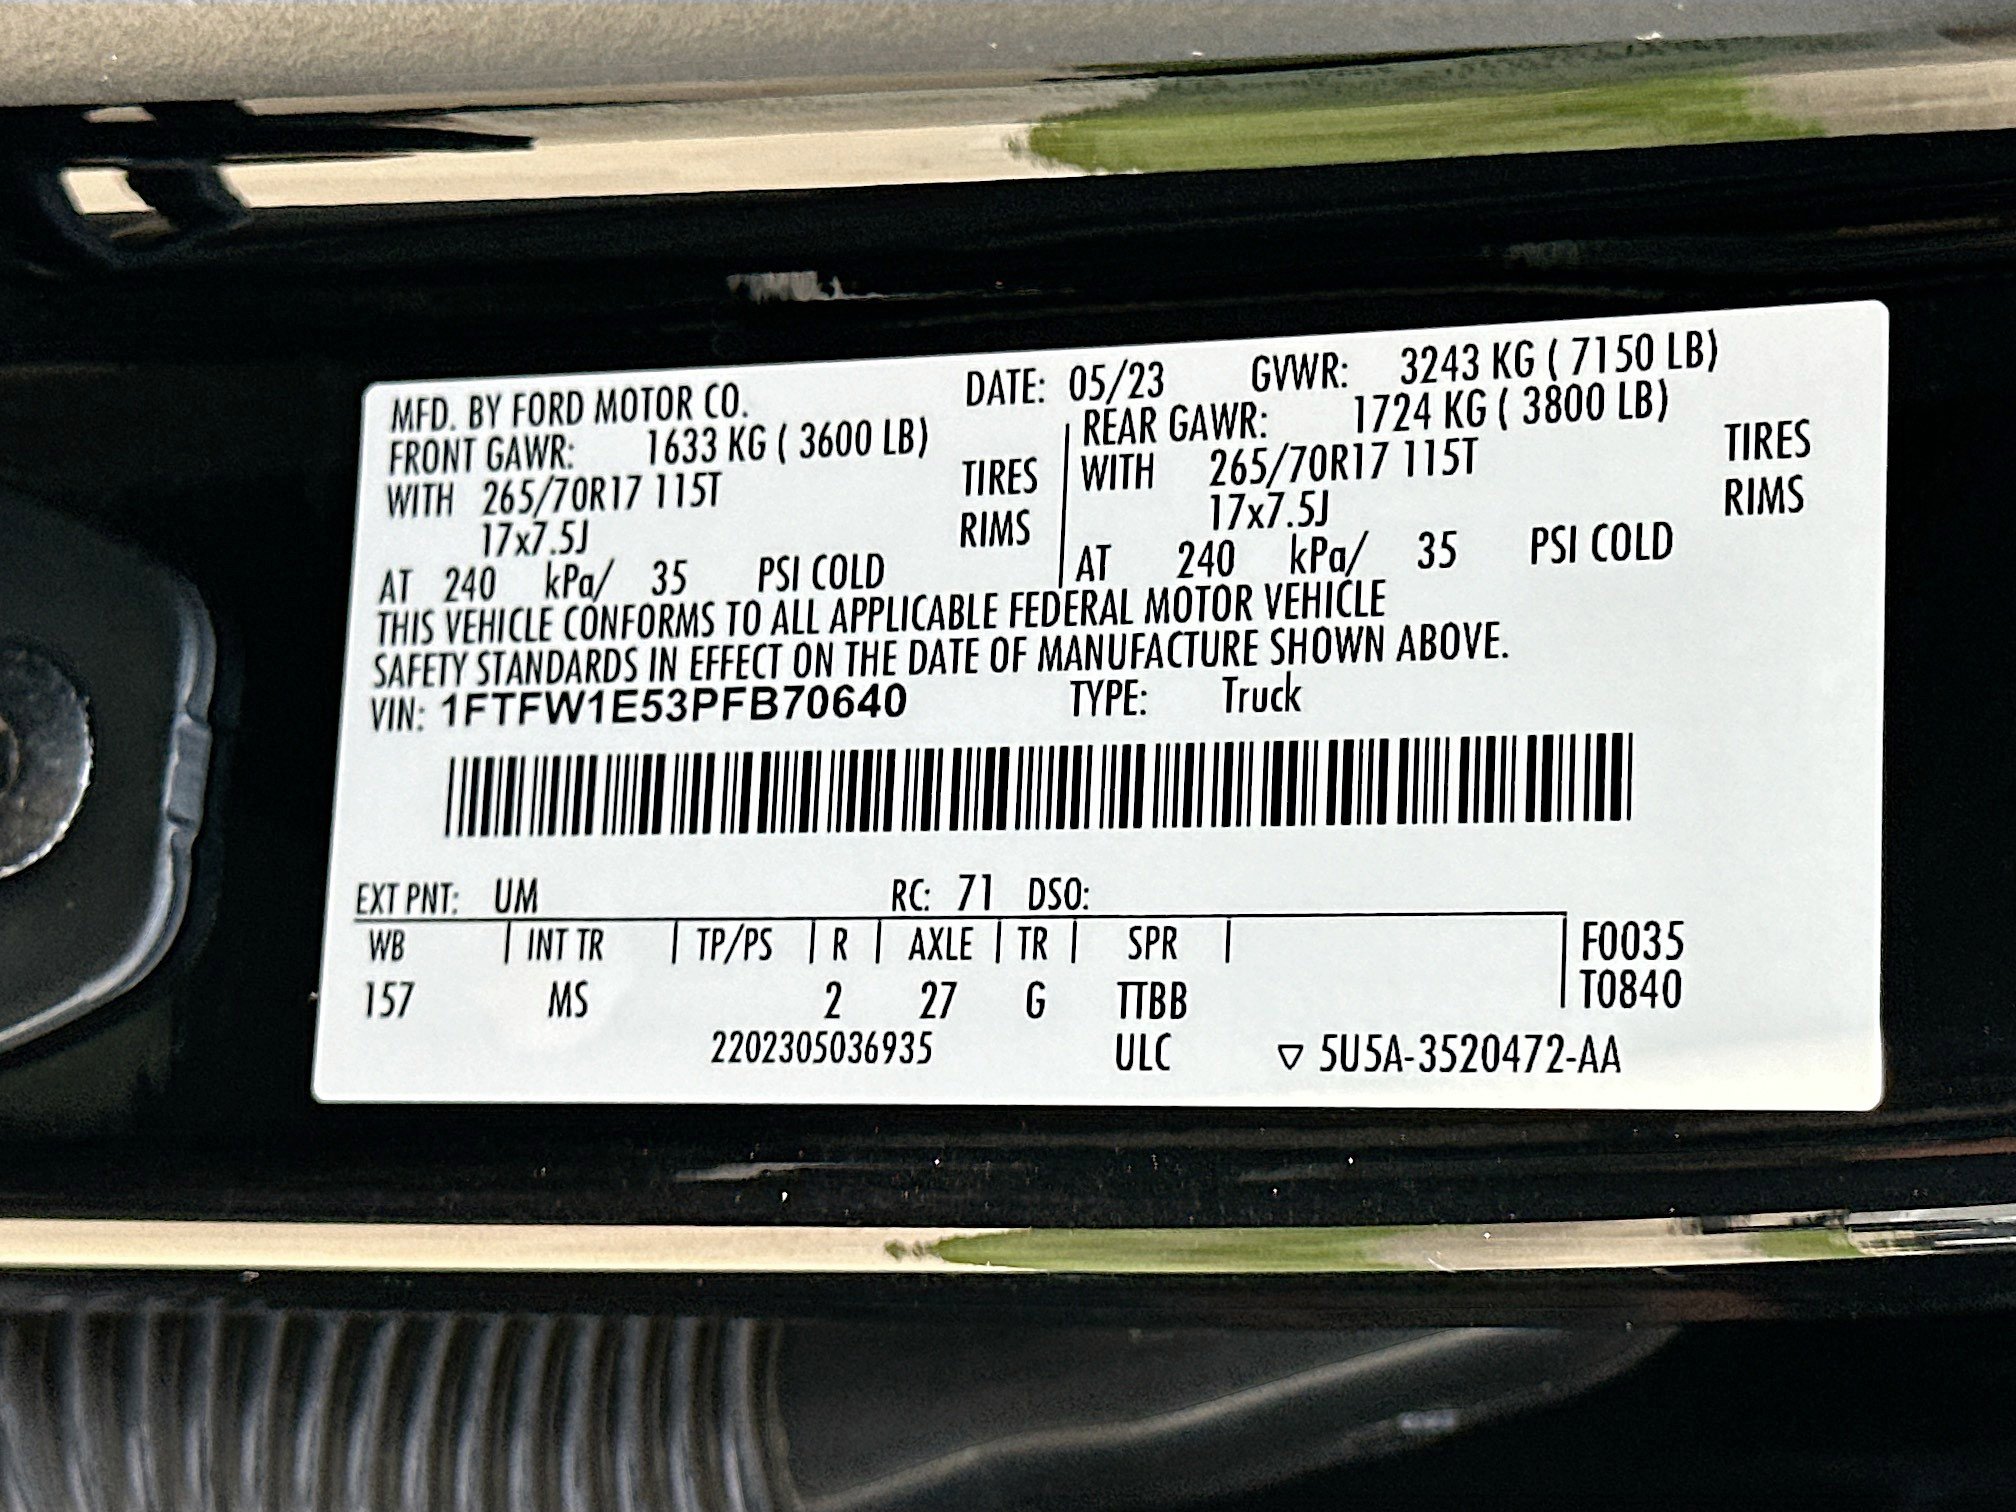 MFD. BY FORD MOTOR CO. DATE: 05/23 GVWR: 3243 KG ( 7150 LB)
FRONT GAWR: 1633 KG ( 3600 LB) REAR GAWR: 1724 KG ( 3800 LB)
WITH 265/70R17 115T TIRES WITH 265/70R17 115T TIRES
17x7.5J RIMS 17x7.5J RIMS
AT 240 kPa/ 35 PSI COLD AT 240 kPa/ 35 PSI COLD
THIS VEHICLE CONFORMS TO ALL APPLICABLE FEDERAL MOTOR VEHICLE
SAFETY STANDARDS IN EFFECT ON THE DATE OF MANUFACTURE SHOWN ABOVE.
VIN: 1FTFW1E53PFB70640 TYPE: Truck
EXT PNT: UM RC: 71 DSO:
WB | INT TR | TP/PS | R | AXLE | TR | SPR | F0035
157 MS 2 27 G TTBB T0840
2202305036935 ULC ▽ 5U5A-3520472-AA